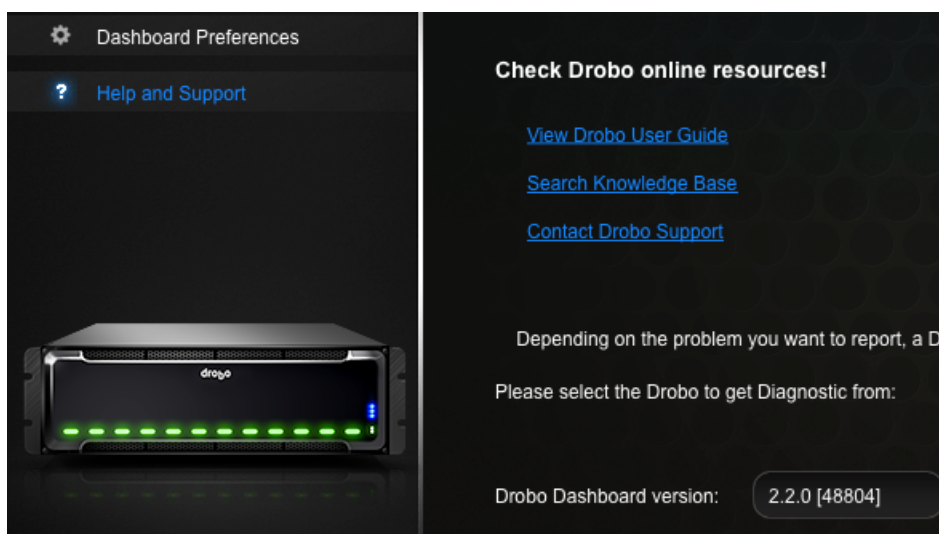 Dashboard Preferences
? Help and Support
drobo
Check Drobo online resources!
View Drobo User Guide
Search Knowledge Base
Contact Drobo Support
Depending on the problem you want to report, a D
Please select the Drobo to get Diagnostic from:
Drobo Dashboard version: 2.2.0 [48804]